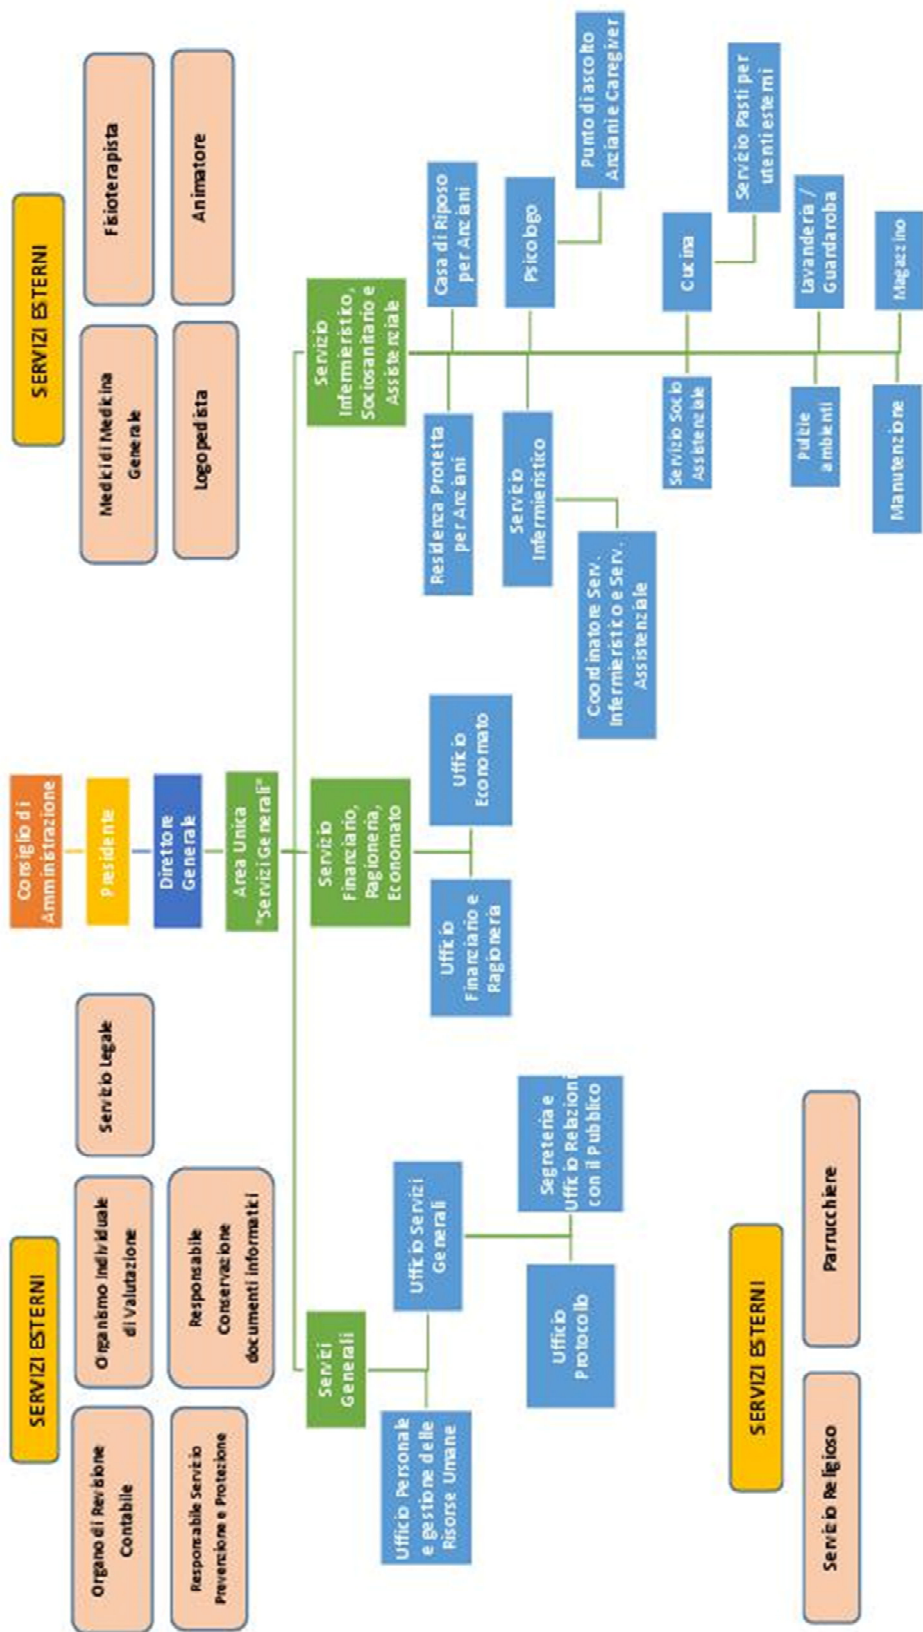 SERVIZI ESTERNI
Organo di Revisione
Contabile
Organismo Individuale
di Valutazione
Servizio Legale
Responsabile Servizio
Prevenzione e Protezione
Responsabile
Conservazione
documenti informatici
Consiglio di
Amministrazione
Presidente
Direttore
Generale
Area Unica
"Servizi Generali"
SERVIZI ESTERNI
Medici di Medicina
Generale
Fisioterapista
Logopedista
Animatore
Servizi
Generali
Ufficio Personale
e gestione delle
Risorse Umane
Ufficio Servizi
Generali
Ufficio
Protocollo
Segreteria e
Ufficio Relazioni
con il Pubblico
Servizio
Finanziario,
Ragioneria,
Economato
Ufficio
Finanziario e
Ragioneria
Ufficio
Economato
Servizio
Infermieristico,
Sociosanitario e
Assistenziale
Residenza Protetta
per Anziani
Casa di Riposo
per Anziani
Servizio
Infermieristico
Psicologo
Coordinatore Serv.
Infermieristico e Serv.
Assistenziale
Punto di ascolto
Anziani e Caregiver
Servizio Socio
Assistenziale
Cucina
Servizio Pasti per
utenti esterni
Pulizie
ambienti
Lavanderia /
Guardaroba
Manutenzione
Magazzino
SERVIZI ESTERNI
Servizio Religioso
Parrucchiere